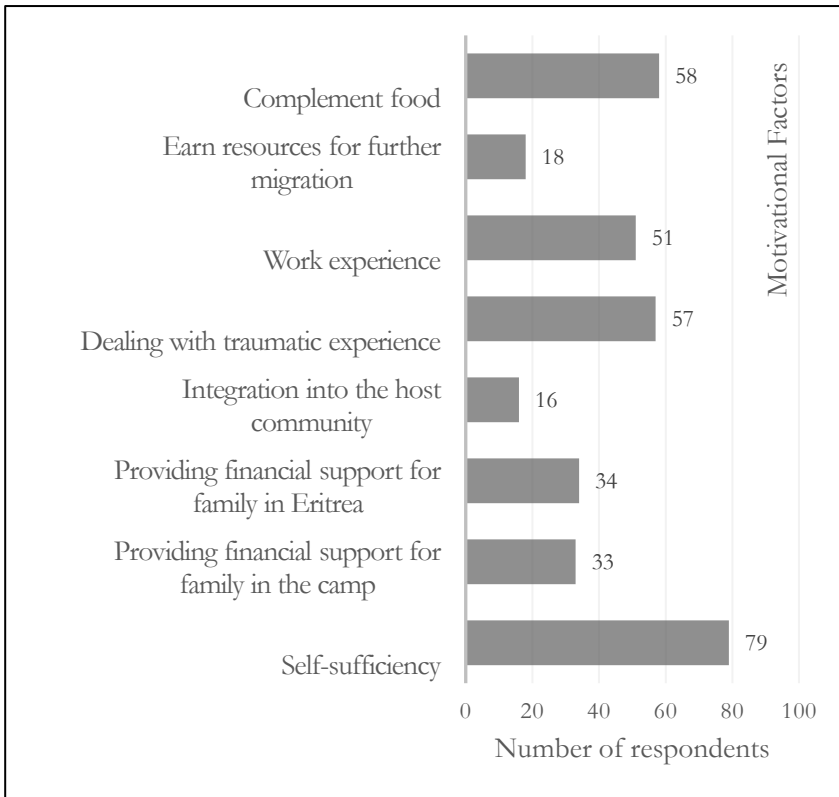 Complement food
58
Earn resources for further
migration
18
Work experience
51
Dealing with traumatic experience
57
Integration into the host
community
16
Providing financial support for
family in Eritrea
34
Providing financial support for
family in the camp
33
Self-sufficiency
79
Motivational Factors
0 20 40 60 80 100
Number of respondents